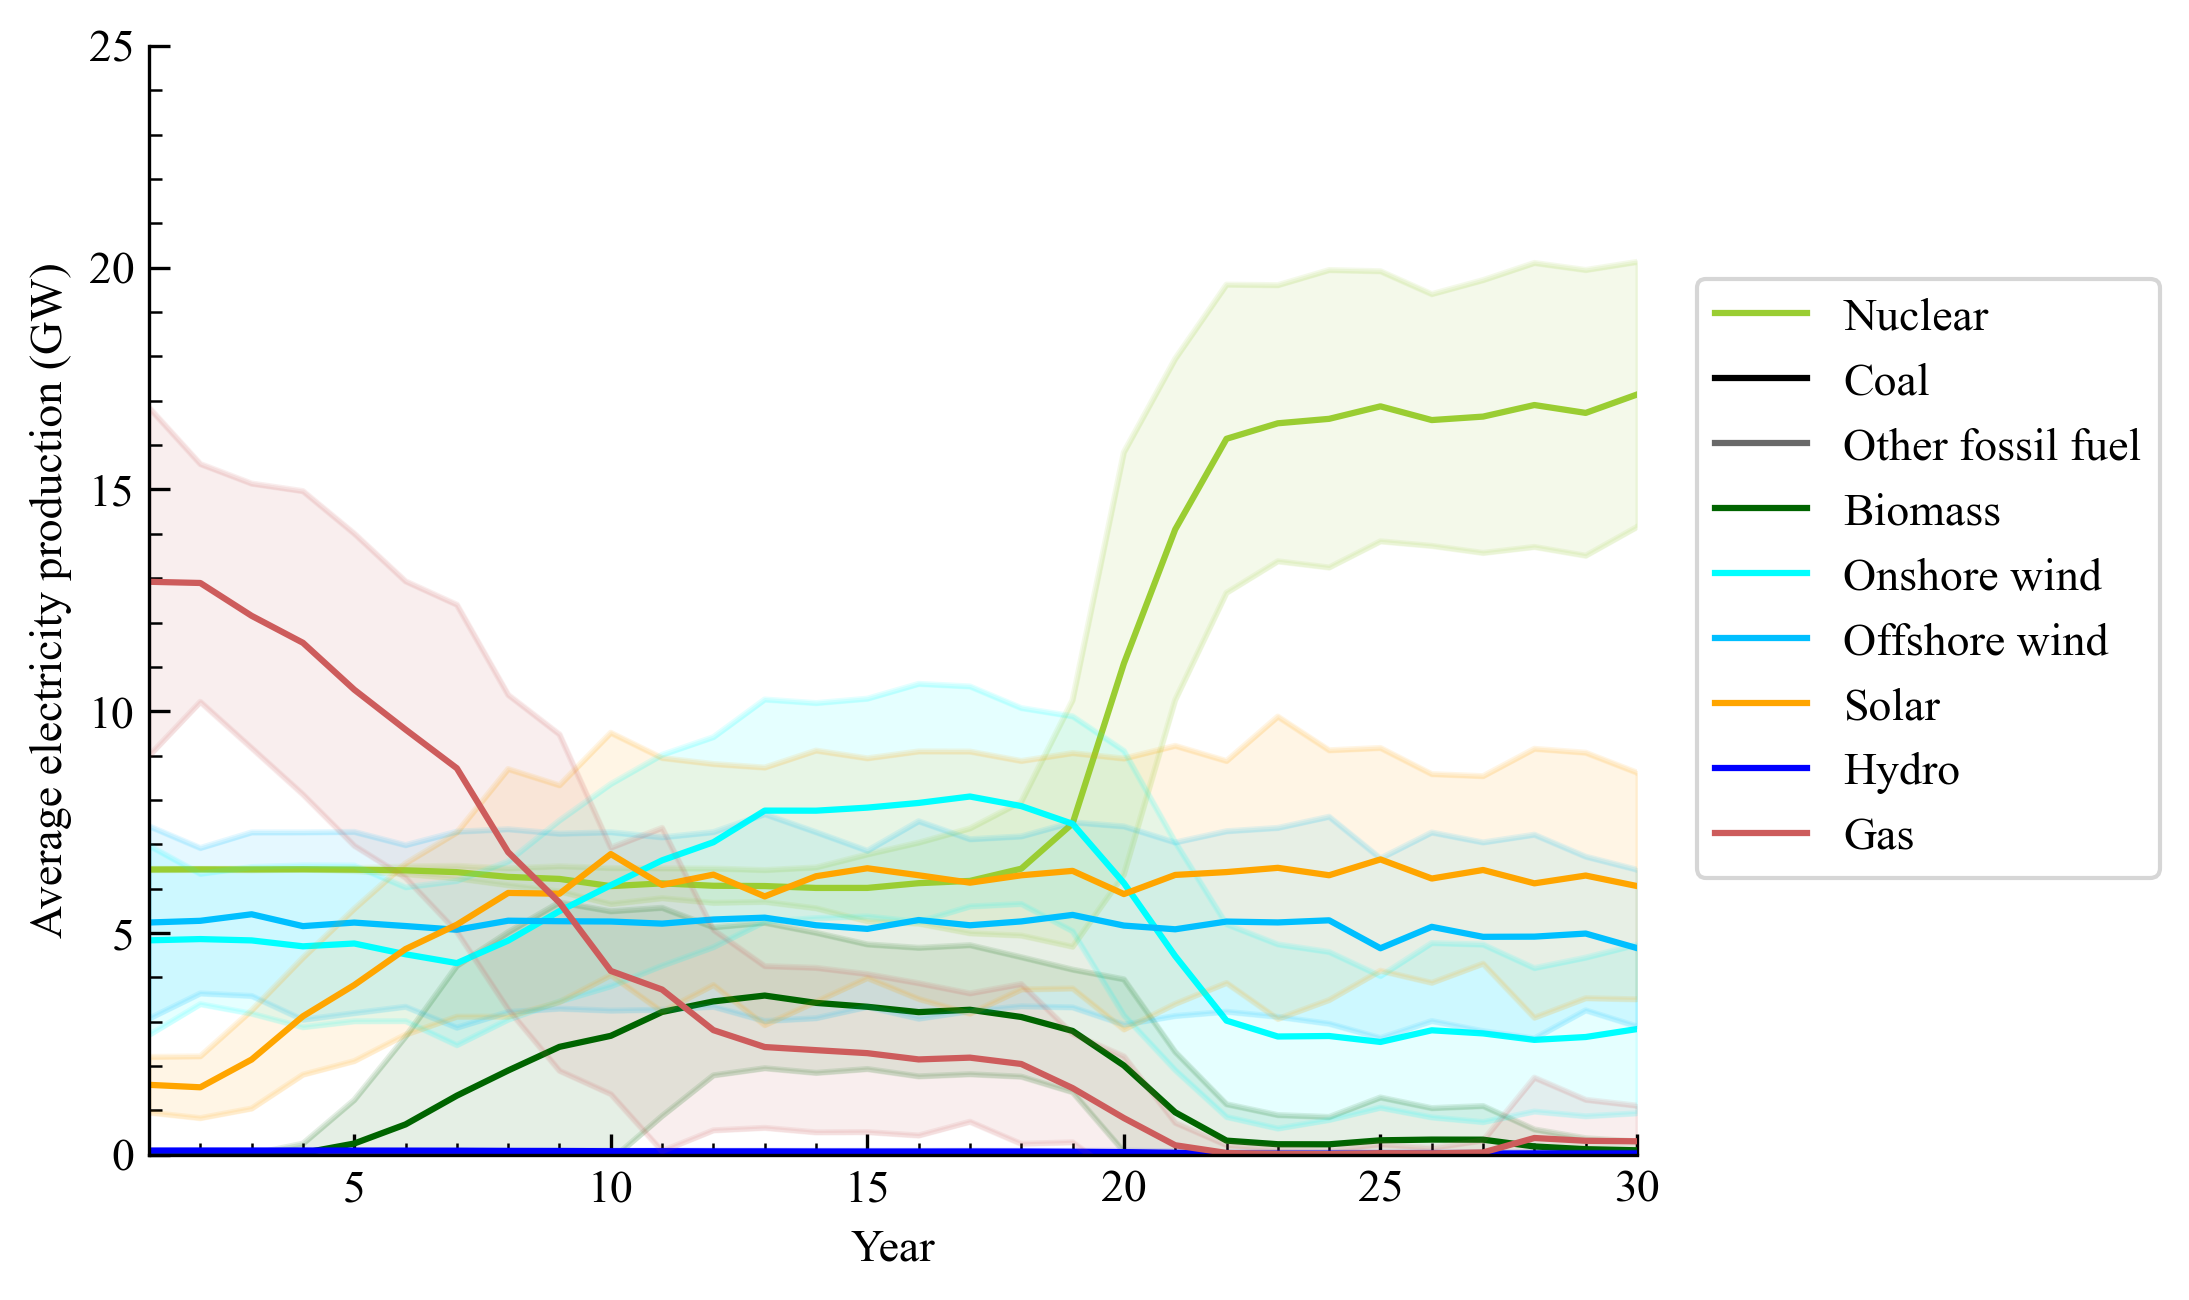 Average electricity production (GW)
25
20
15
10
5
0
5 10 15 20 25 30
Year
Nuclear
Coal
Other fossil fuel
Biomass
Onshore wind
Offshore wind
Solar
Hydro
Gas